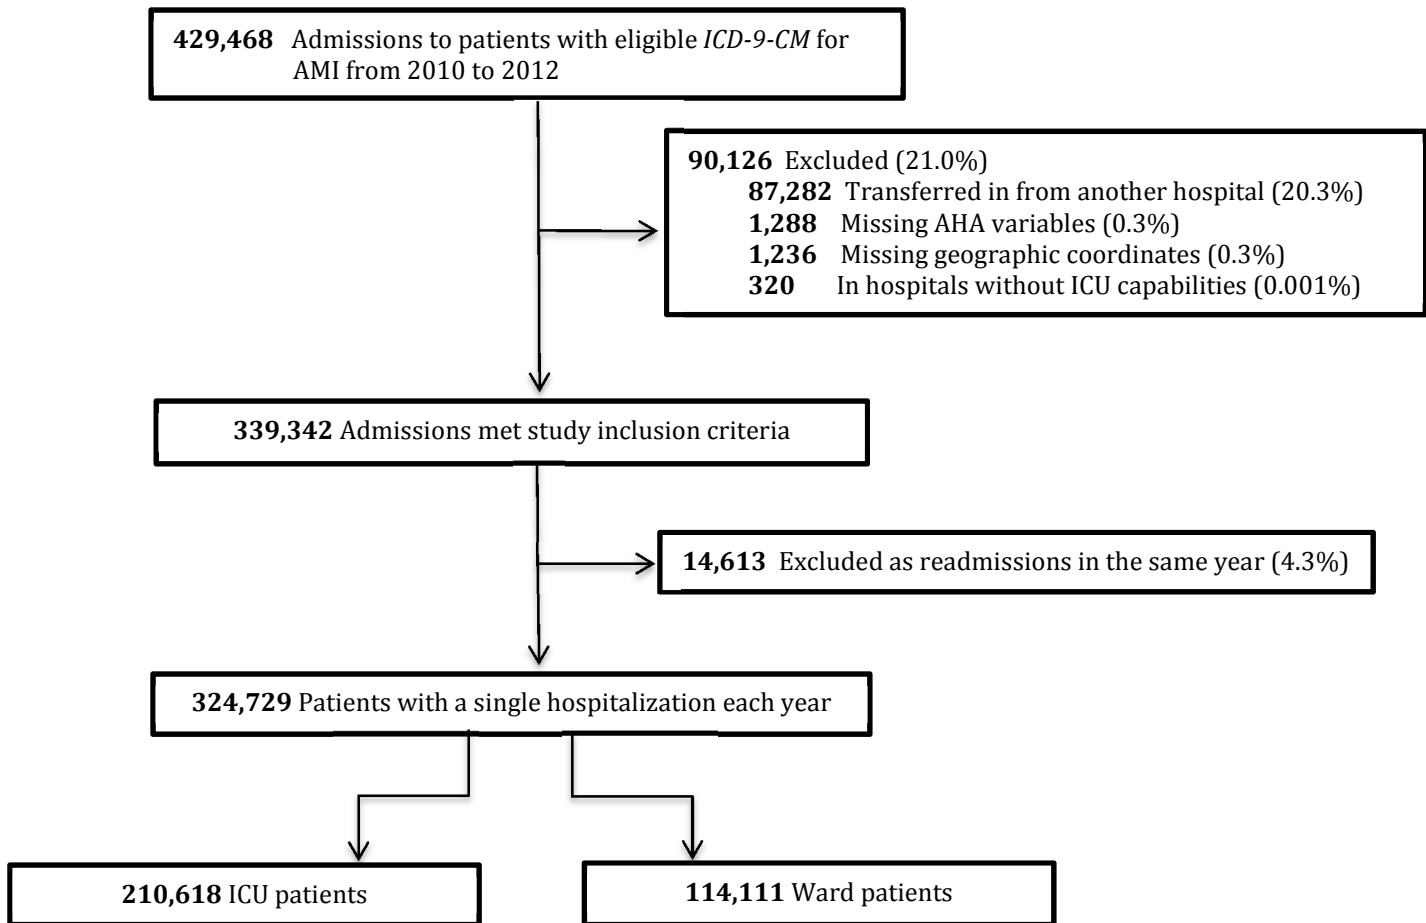 429,468 Admissions to patients with eligible ICD-9-CM for
AMI from 2010 to 2012
90,126 Excluded (21.0%)
87,282 Transferred in from another hospital (20.3%)
1,288 Missing AHA variables (0.3%)
1,236 Missing geographic coordinates (0.3%)
320 In hospitals without ICU capabilities (0.001%)
339,342 Admissions met study inclusion criteria
14,613 Excluded as readmissions in the same year (4.3%)
324,729 Patients with a single hospitalization each year
210,618 ICU patients
114,111 Ward patients